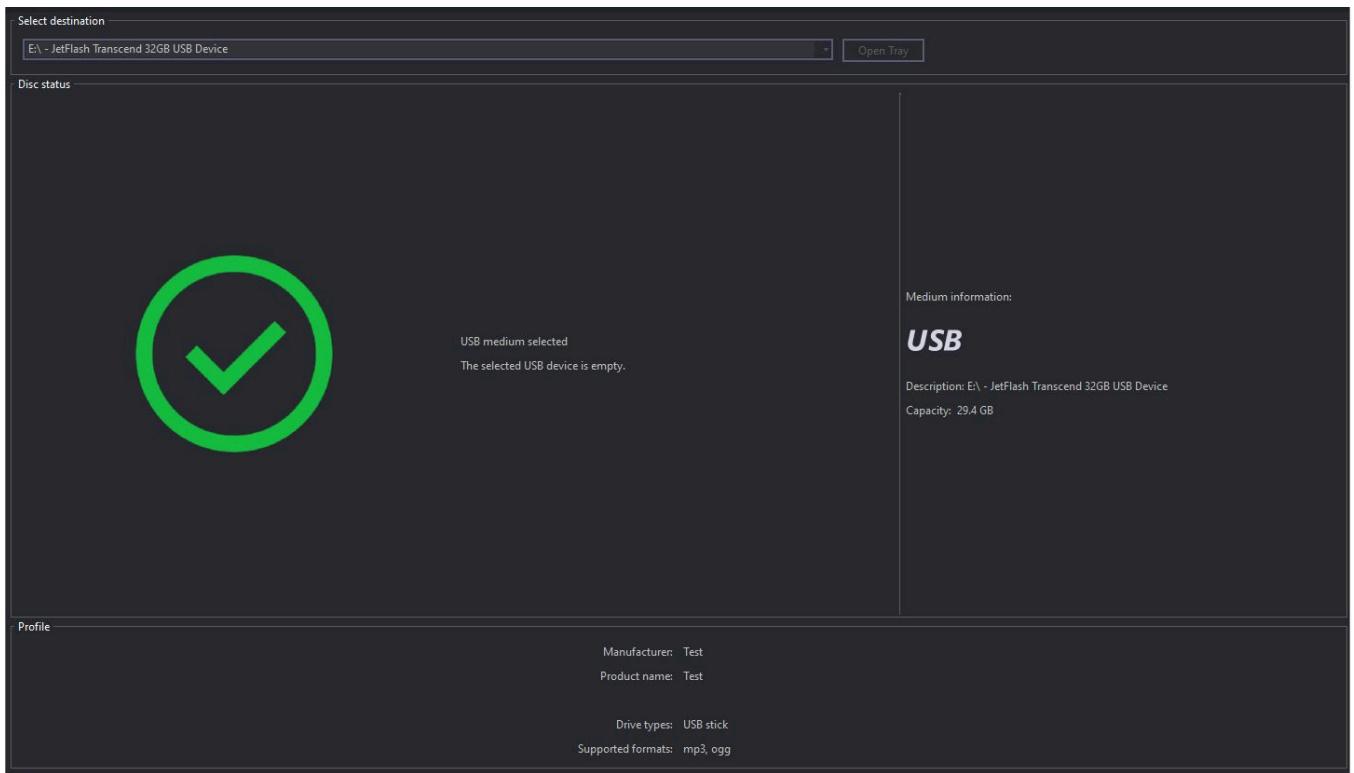 Select destination
E:\ - JetFlash Transcend 32GB USB Device
Open Tray
Disc status
USB medium selected
The selected USB device is empty.
Medium information:
USB
Description: E:\ - JetFlash Transcend 32GB USB Device
Capacity: 29.4 GB
Profile
Manufacturer: Test
Product name: Test
Drive types: USB stick
Supported formats: mp3, ogg